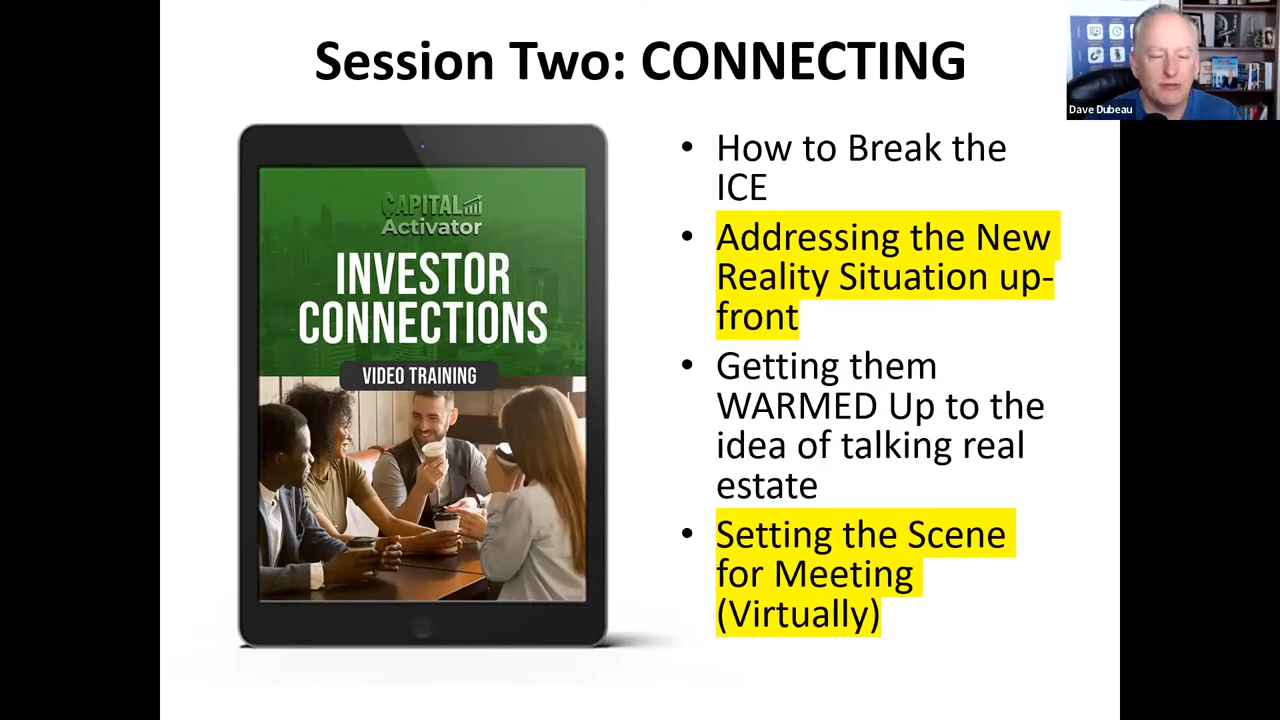 Session Two: CONNECTING
Dave Dubeau
CAPITAL
Activator
INVESTOR
CONNECTIONS
VIDEO TRAINING
• How to Break the
ICE
• Addressing the New
Reality Situation up-
front
• Getting them
WARMED Up to the
idea of talking real
estate
• Setting the Scene
for Meeting
(Virtually)